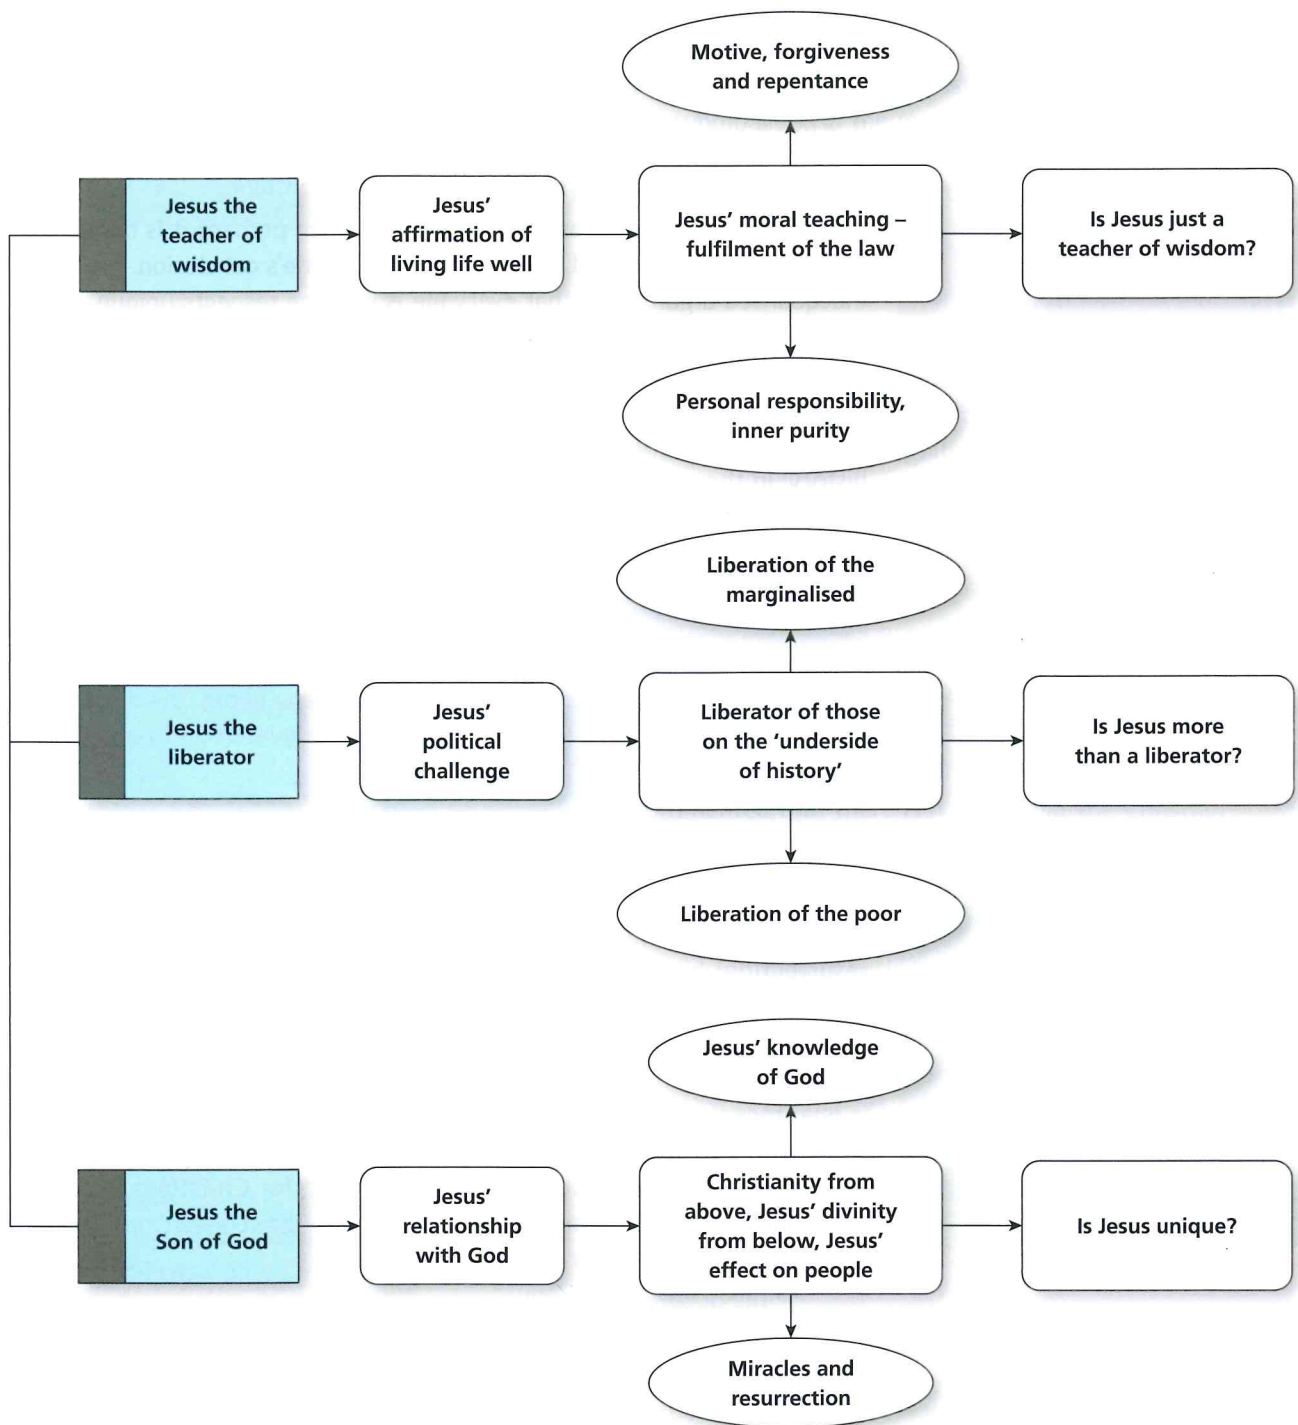 Motive, forgiveness
and repentance
Jesus the
teacher of
wisdom
Jesus'
affirmation of
living life well
Jesus' moral teaching –
fulfilment of the law
Is Jesus just a
teacher of wisdom?
Personal responsibility,
inner purity
Liberation of the
marginalised
Jesus the
liberator
Jesus'
political
challenge
Liberator of those
on the 'underside
of history'
Is Jesus more
than a liberator?
Liberation of the poor
Jesus' knowledge
of God
Jesus the
Son of God
Jesus'
relationship
with God
Christianity from
above, Jesus' divinity
from below, Jesus'
effect on people
Is Jesus unique?
Miracles and
resurrection